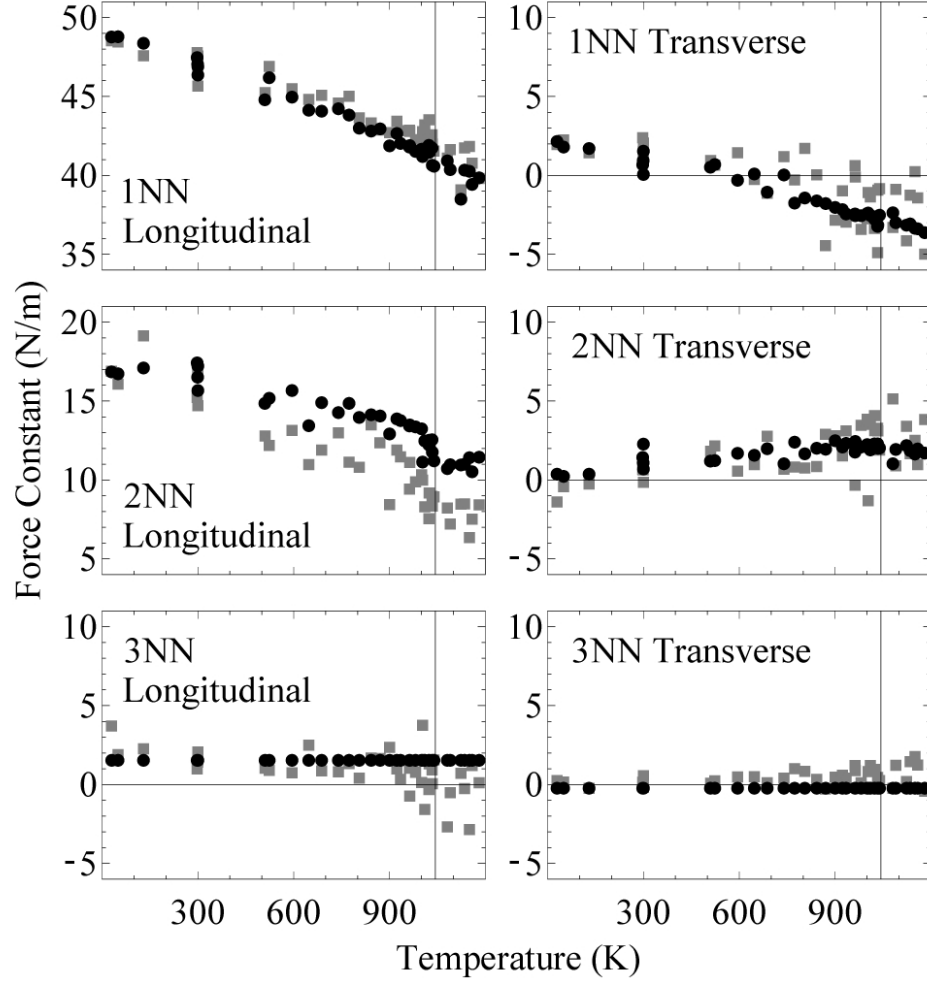 50
45
40
35
1NN
Longitudinal
10
5
0
-5
1NN Transverse
20
15
10
5
2NN
Longitudinal
10
5
0
-5
2NN Transverse
10
5
0
-5
3NN
Longitudinal
10
5
0
-5
3NN Transverse
300 600 900
300 600 900
Force Constant (N/m)
Temperature (K)